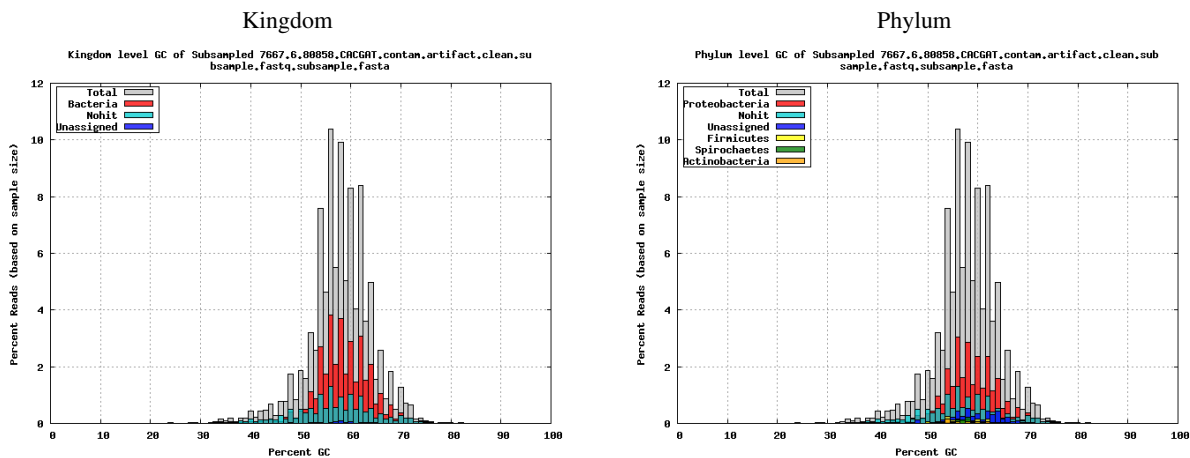 Kingdom
Kingdom level GC of Subsampled 7667.6.80858.CACGAT.contam.artifact.clean.su
bsample.fastq.subsample.fasta
Percent Reads (based on sample size)
12
10
8
6
4
2
0
Total
Bacteria
Nohit
Unassigned
0 10 20 30 40 50 60 70 80 90 100
Percent GC
Phylum
Phylum level GC of Subsampled 7667.6.80858.CACGAT.contam.artifact.clean.sub
sample.fastq.subsample.fasta
Percent Reads (based on sample size)
12
10
8
6
4
2
0
Total
Proteobacteria
Nohit
Unassigned
Firmicutes
Spirochaetes
Actinobacteria
0 10 20 30 40 50 60 70 80 90 100
Percent GC